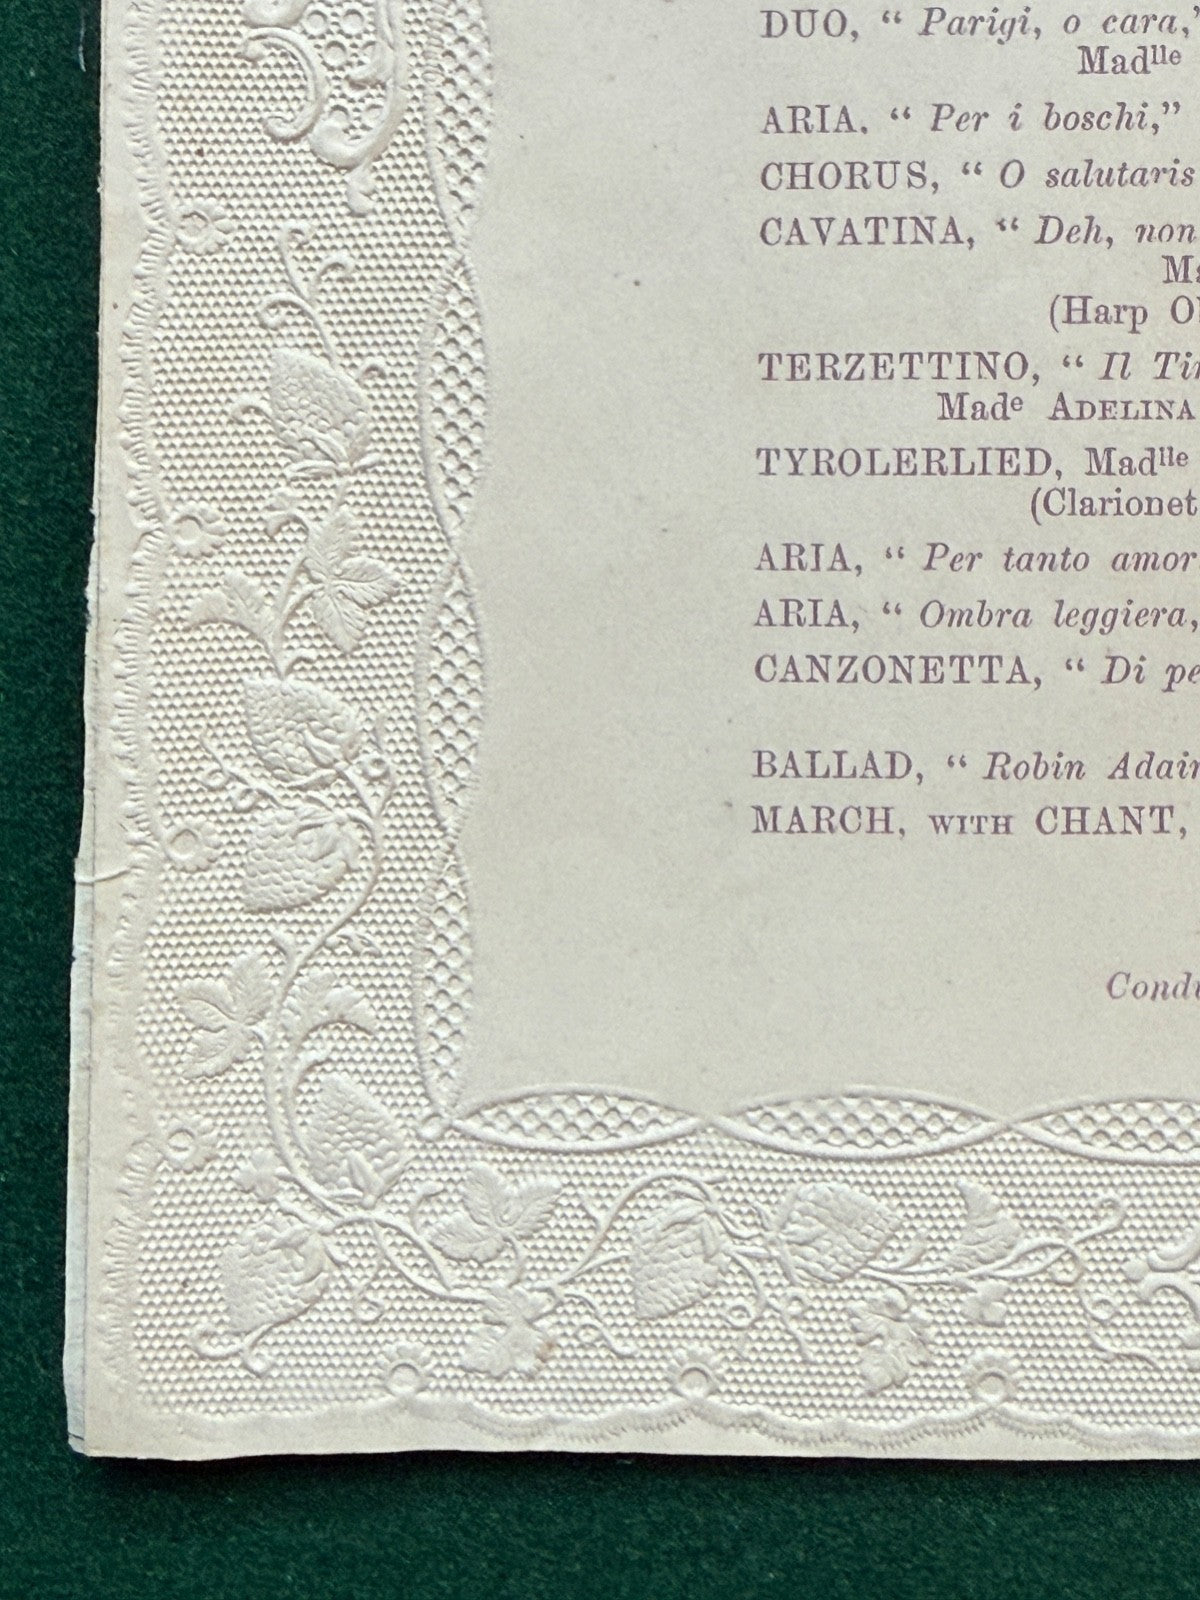 DUO, “ Parigi, o cara,”
Madlle
ARIA. “ Per i boschi,”
CHORUS, “ O salutaris
CAVATINA, “ Deh, non
(Harp
TERZETTINO, “ Il
Made ADELINA
TYROLERLIED, Madlle
(Clarionet
ARIA, “ Per tanto amor
ARIA, “ Ombra leggiera,
CANZONETTA, “ Di
BALLAD, “ Robin Adair
MARCH, WITH CHANT,